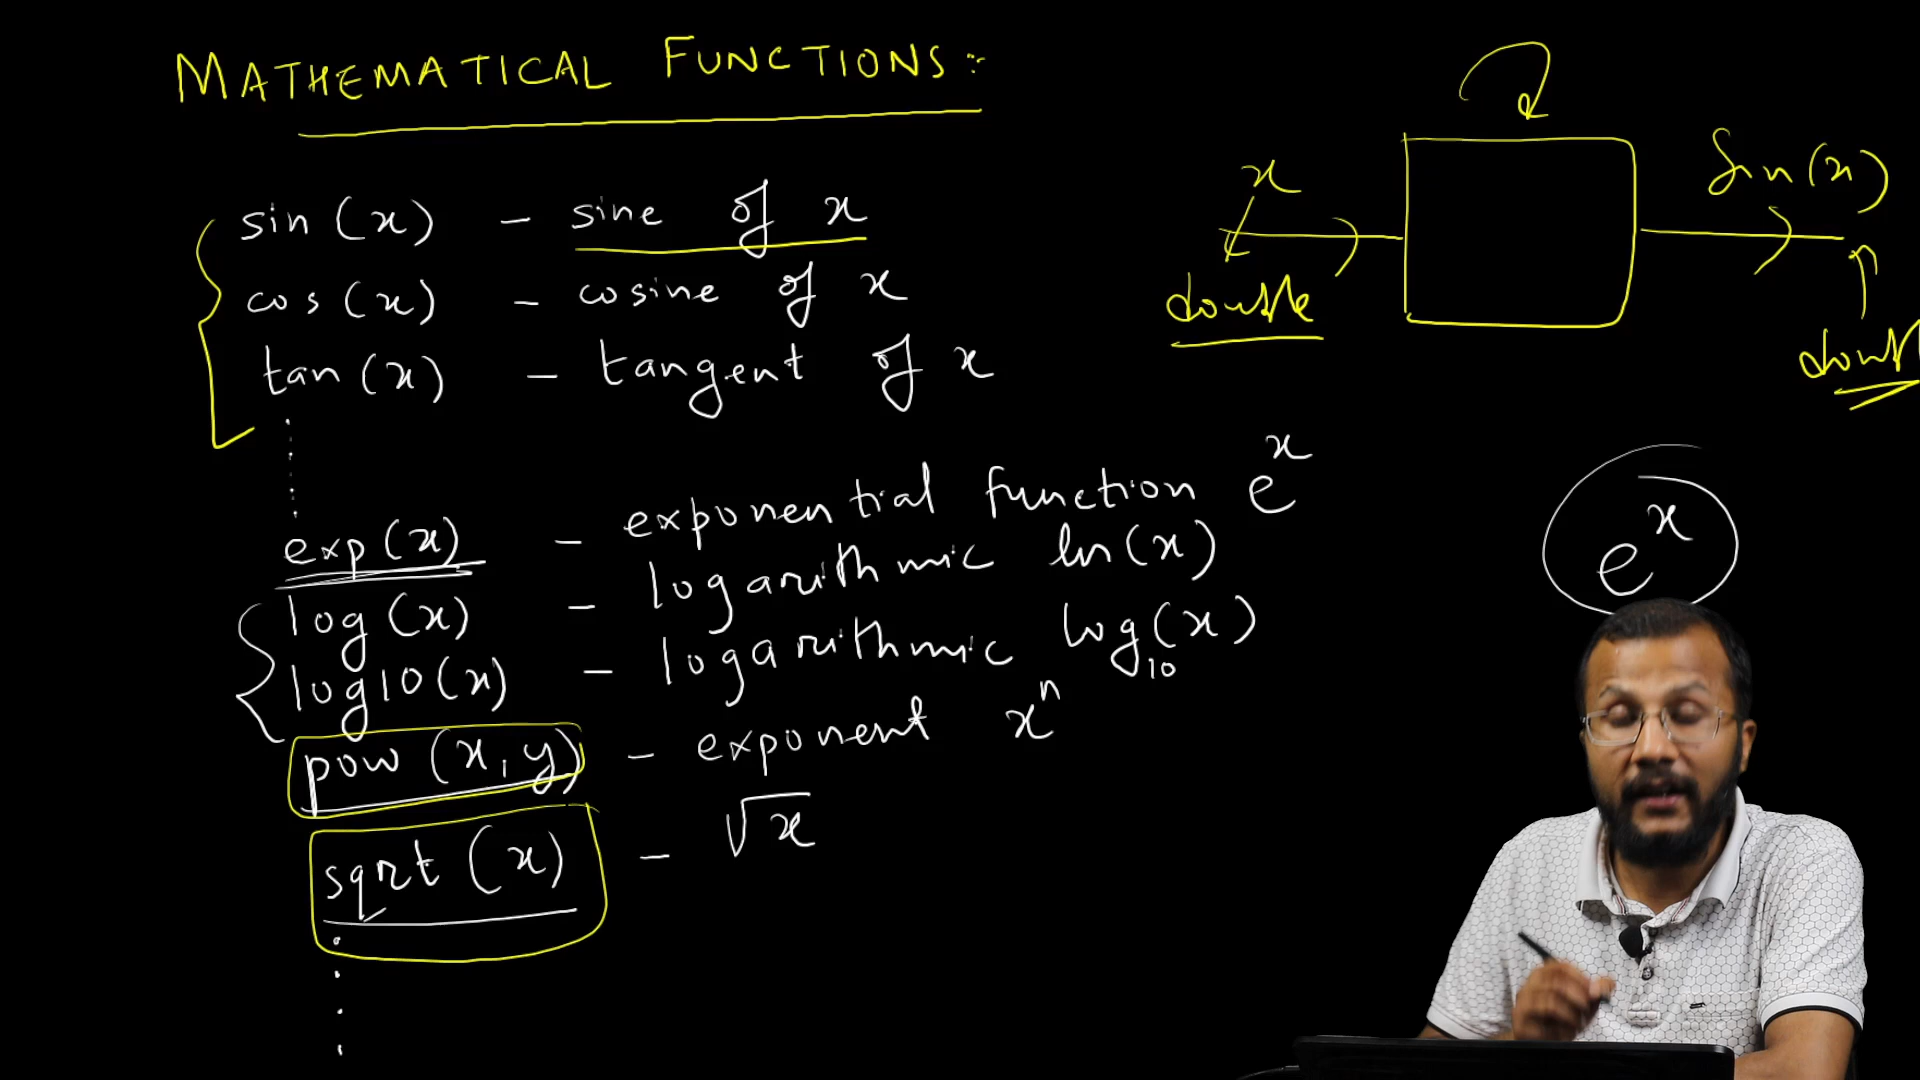 MATHEMATICAL FUNCTIONS:
sin(x) - sine of x
cos(x) - cosine of x
tan(x) - tangent of x
exp(x) - exponential function e^x
log(x) - logarithmic ln(x)
log10(x) - logarithmic log₁₀(x)
pow(x,y) - exponent x^n
sqrt(x) - √x
x
double
sin(x)
doubl
e^x